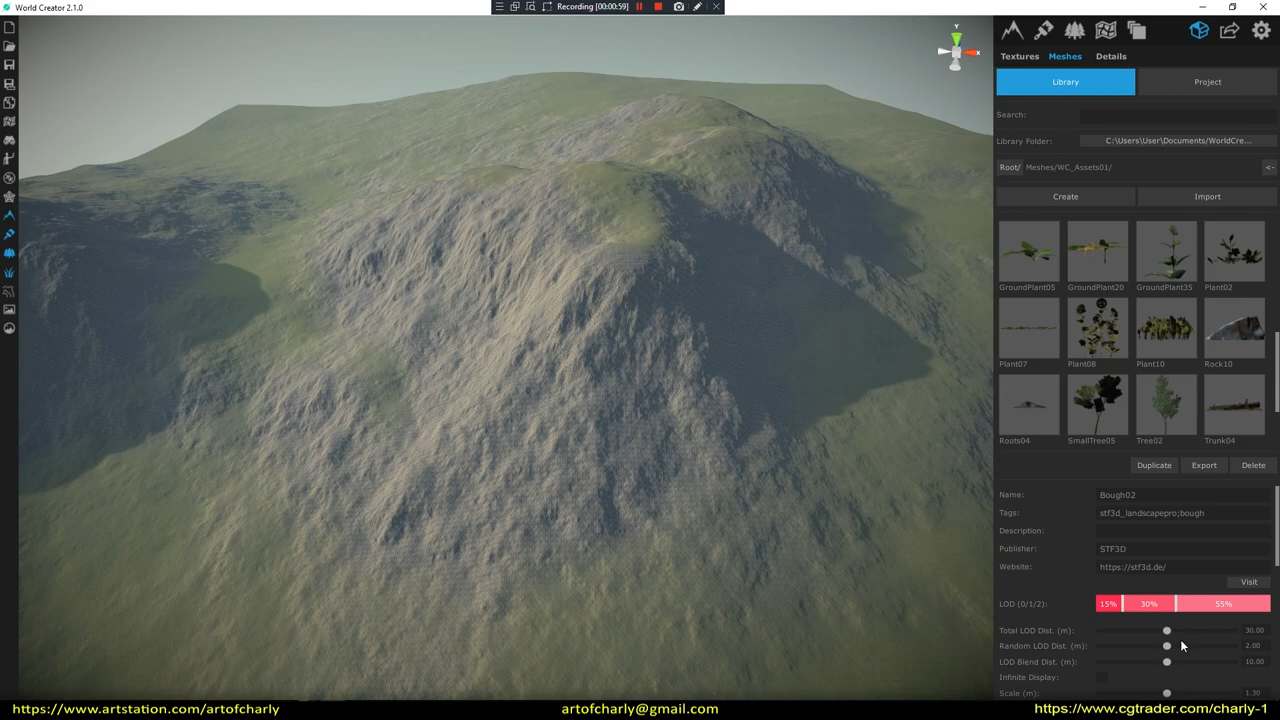 World Creator 2.1.0
Recording [00:00:59]
Y
X
Textures Meshes Details
Library Project
Search:
Library Folder: C:\Users\User\Documents/WorldCre...
Root/ Meshes/WC_Assets01/ <-
Create Import
GroundPlant05 GroundPlant20 GroundPlant35 Plant02
Plant07 Plant08 Plant10 Rock10
Roots04 SmallTree05 Tree02 Trunk04
Duplicate Export Delete
Name: Bough02
Tags: stf3d_landscapepro;bough
Description:
Publisher: STF3D
Website: https://stf3d.de/
Visit
LOD (0/1/2): 15% 30% 55%
Total LOD Dist. (m): 30.00
Random LOD Dist. (m): 2.00
LOD Blend Dist. (m): 10.00
Infinite Display:
Scale (m): 1.30
https://www.artstation.com/artofcharly artofcharly@gmail.com https://www.cgtrader.com/charly-1